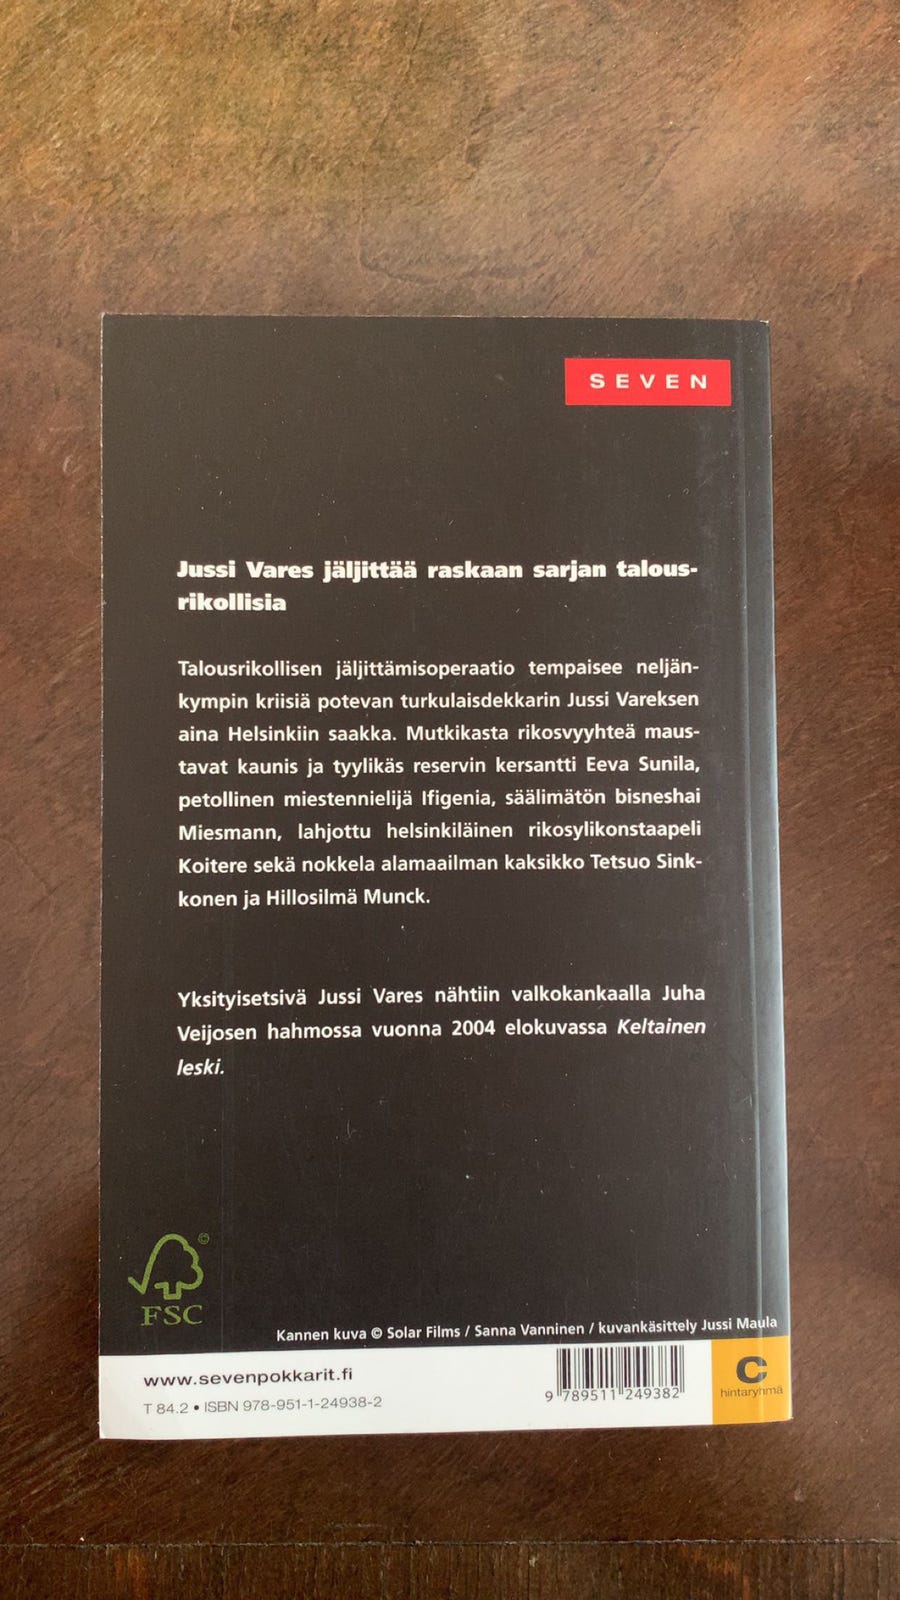 SEVEN
Jussi Vares jäljittää raskaan sarjan talous-
rikollisia
Talousrikollisen jäljittämisoperaatio tempaisee neljän-
kympin kriisiä potevan turkulaisdekkarin Jussi Vareksen
aina Helsinkiin saakka. Mutkikasta rikosvyyhteä maus-
tavat kaunis ja tyylikäs reservin kersantti Eeva Sunila,
petollinen miestennielijä Ifigenia, säälimätön bisneshai
Miesmann, lahjottu helsinkiläinen rikosylikonstaapeli
Koitere sekä nokkela alamaailman kaksikko Tetsuo Sink-
konen ja Hillosilmä Munck.
Yksityisetsivä Jussi Vares nähtiin valkokankaalla Juha
Veijosen hahmossa vuonna 2004 elokuvassa Keltainen
leski.
©
FSC
Kannen kuva © Solar Films / Sanna Vanninen / kuvankäsittely Jussi Maula
www.sevenpokkarit.fi
T 84.2 • ISBN 978-951-1-24938-2
9 789511 249382
C
hintaryhmä